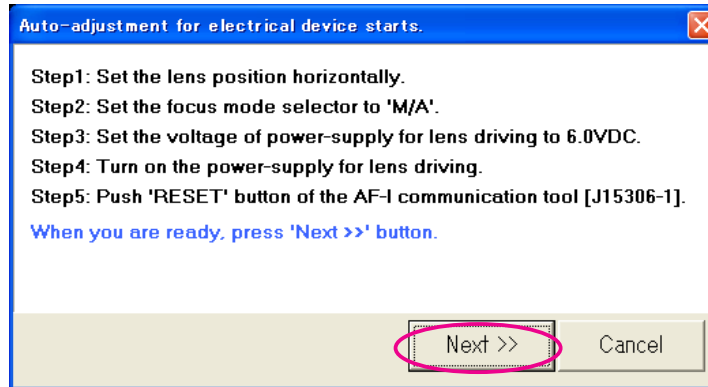 Auto-adjustment for electrical device starts.
Step1: Set the lens position horizontally.
Step2: Set the focus mode selector to 'M/A'.
Step3: Set the voltage of power-supply for lens driving to 6.0VDC.
Step4: Turn on the power-supply for lens driving.
Step5: Push 'RESET' button of the AF-I communication tool [J15306-1].
When you are ready, press 'Next >>' button.
Next >>
Cancel